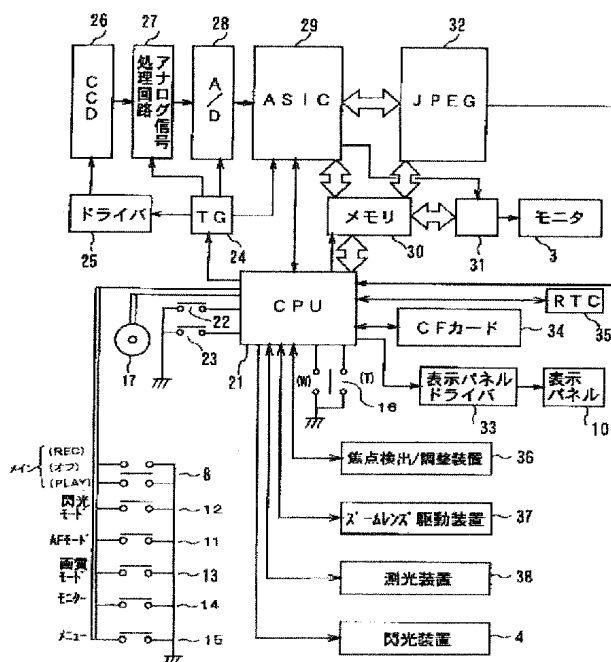 26
27
28
29
32
CCD
アナログ信号
処理回路
A/D
ASIC
JPEG
ドライバ
25
TG
24
メモリ
30
31
モニタ
3
CPU
21
22
23
17
RTC
35
CFカード
34
(W)
(T)
16
表示パネル
ドライバ
33
表示
パネル
10
焦点検出/調整装置
36
ズームレンズ駆動装置
37
測光装置
38
閃光装置
4
メイン
(REC)
(オフ)
(PLAY)
8
閃光
モード
12
AFモード
11
画質
モード
13
モニター
14
メニュー
15